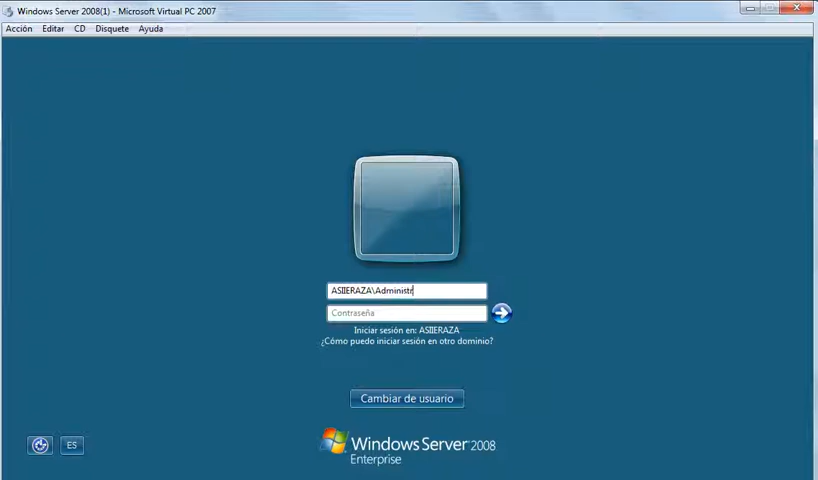 Windows Server 2008(1) - Microsoft Virtual PC 2007
Acción Editar CD Disquete Ayuda
ASIIERAZA\Administr
Contraseña
Iniciar sesión en: ASIIERAZA
¿Cómo puedo iniciar sesión en otro dominio?
Cambiar de usuario
ES
Windows Server 2008
Enterprise